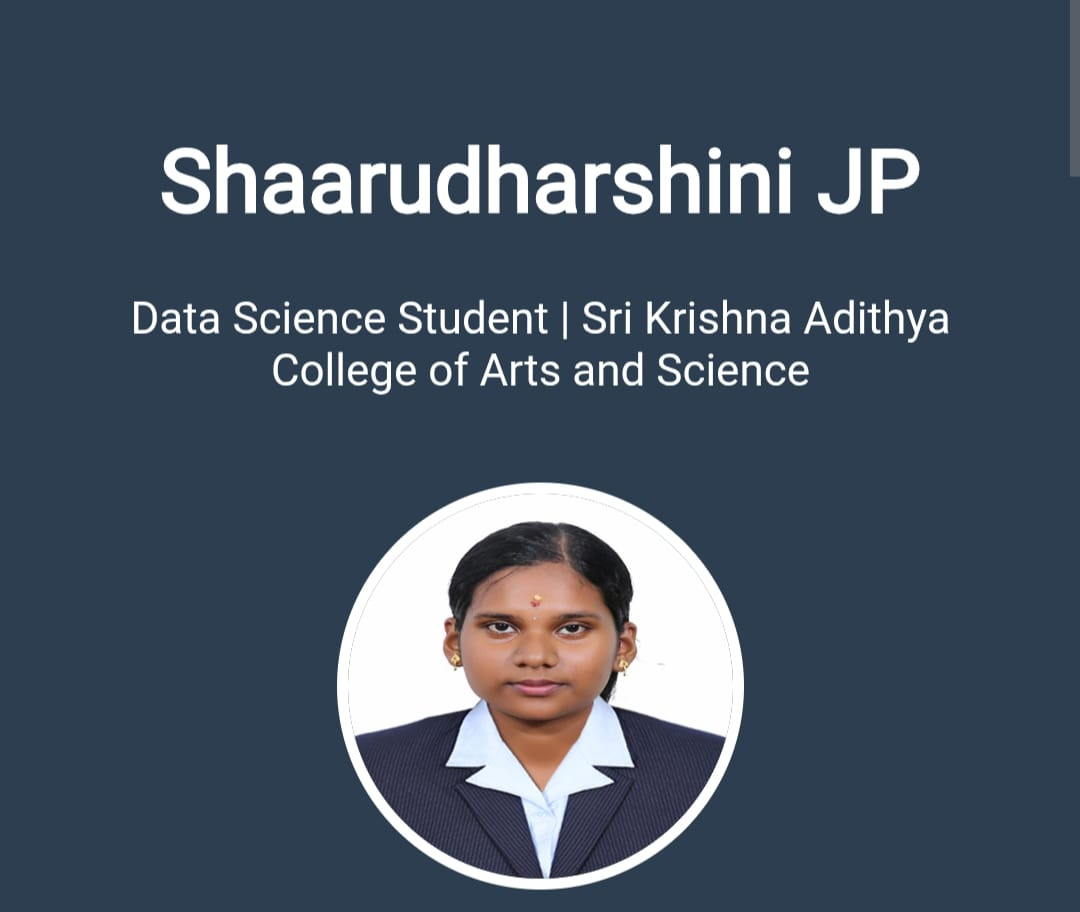 Shaarudharshini JP
Data Science Student | Sri Krishna Adithya
College of Arts and Science